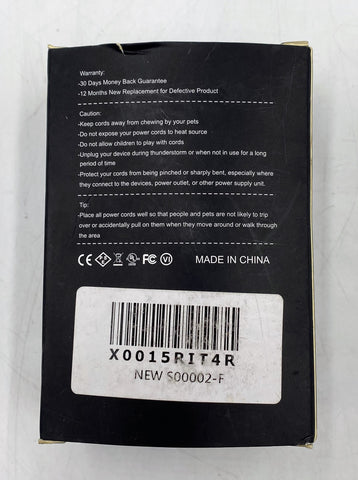 Warranty:
-30 Days Money Back Guarantee
-12 Months New Replacement for Defective Product
Caution:
-Keep cords away from chewing by your pets
-Do not expose your power cords to heat source
-Do not allow children to play with cords
-Unplug your device during thunderstorm or when not in use for a long
period of time
-Protect your cords from being pinched or sharply bent, especially where
they connect to the devices, power outlet, or other power supply unit.
Tip:
-Place all power cords well so that people and pets are not likely to trip
over or accidentally pull on them when they move around or walk through
the area
CE UL FC VI MADE IN CHINA
X0015RIT4R
NEW S00002-F